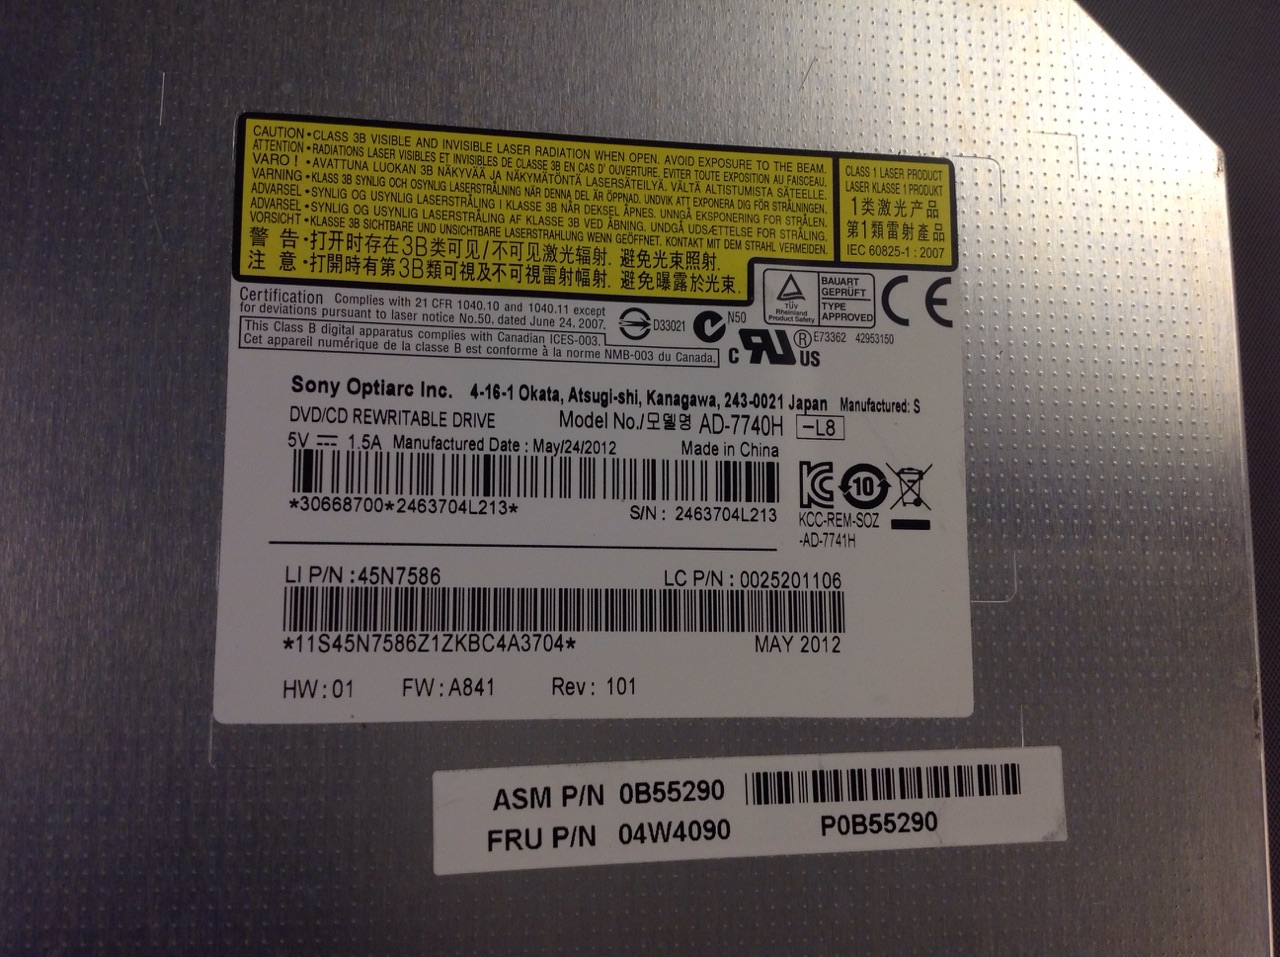 CAUTION • CLASS 3B VISIBLE AND INVISIBLE LASER RADIATION WHEN OPEN. AVOID EXPOSURE TO THE BEAM.
ATTENTION • RADIATIONS LASER VISIBLES ET INVISIBLES DE CLASSE 3B EN CAS D' OUVERTURE. EVITER TOUTE EXPOSITION AU FAISCEAU.
VARO ! • AVATTUNA LUOKAN 3B NÄKYVÄÄ JA NÄKYMÄTÖNTÄ LASERSÄTEILYÄ. VÄLTÄ ALTISTUMISTA SÄTEELLE.
VARNING • KLASS 3B SYNLIG OCH OSYNLIG LASERSTRÅLNING NÄR DENNA DEL ÄR ÖPPNAD. UNDVIK ATT EXPONERA DIG FÖR STRÅLNINGEN.
ADVARSEL • SYNLIG OG USYNLIG LASERSTRÅLING I KLASSE 3B NÅR DEKSEL ÅPNES. UNNGÅ EKSPONERING FOR STRÅLEN.
ADVARSEL • SYNLIG OG USYNLIG LASERSTRÅLING AF KLASSE 3B VED ÅBNING. UNDGÅ UDSÆTTELSE FOR STRÅLING.
VORSICHT • KLASSE 3B SICHTBARE UND UNSICHTBARE LASERSTRAHLUNG WENN GEÖFFNET. KONTAKT MIT DEM STRAHL VERMEIDEN.
警 告 • 打开时存在3B类可见/不可见激光辐射. 避免光束照射.
注 意 • 打開時有第3B類可視及不可視雷射幅射. 避免曝露於光束.
CLASS 1 LASER PRODUCT
LASER KLASSE 1 PRODUKT
1类激光产品
第1類雷射產品
IEC 60825-1 : 2007
Certification Complies with 21 CFR 1040.10 and 1040.11 except
for deviations pursuant to laser notice No.50, dated June 24, 2007.
This Class B digital apparatus complies with Canadian ICES-003.
Cet appareil numérique de la classe B est conforme à la norme NMB-003 du Canada.
D33021
N50
TÜV
Rheinland
Product Safety
BAUART
GEPRÜFT
TYPE
APPROVED
CE
C RU ® US
E73362 42953150
Sony Optiarc Inc. 4-16-1 Okata, Atsugi-shi, Kanagawa, 243-0021 Japan Manufactured: S
DVD/CD REWRITABLE DRIVE Model No./모델명 AD-7740H -L8
5V ⎓ 1.5A Manufactured Date : May/24/2012 Made in China
*30668700*2463704L213* S/N : 2463704L213
10
KCC-REM-SOZ
-AD-7741H
LI P/N : 45N7586 LC P/N : 0025201106
*11S45N7586Z1ZKBC4A3704* MAY 2012
HW : 01 FW : A841 Rev : 101
ASM P/N 0B55290
FRU P/N 04W4090 P0B55290